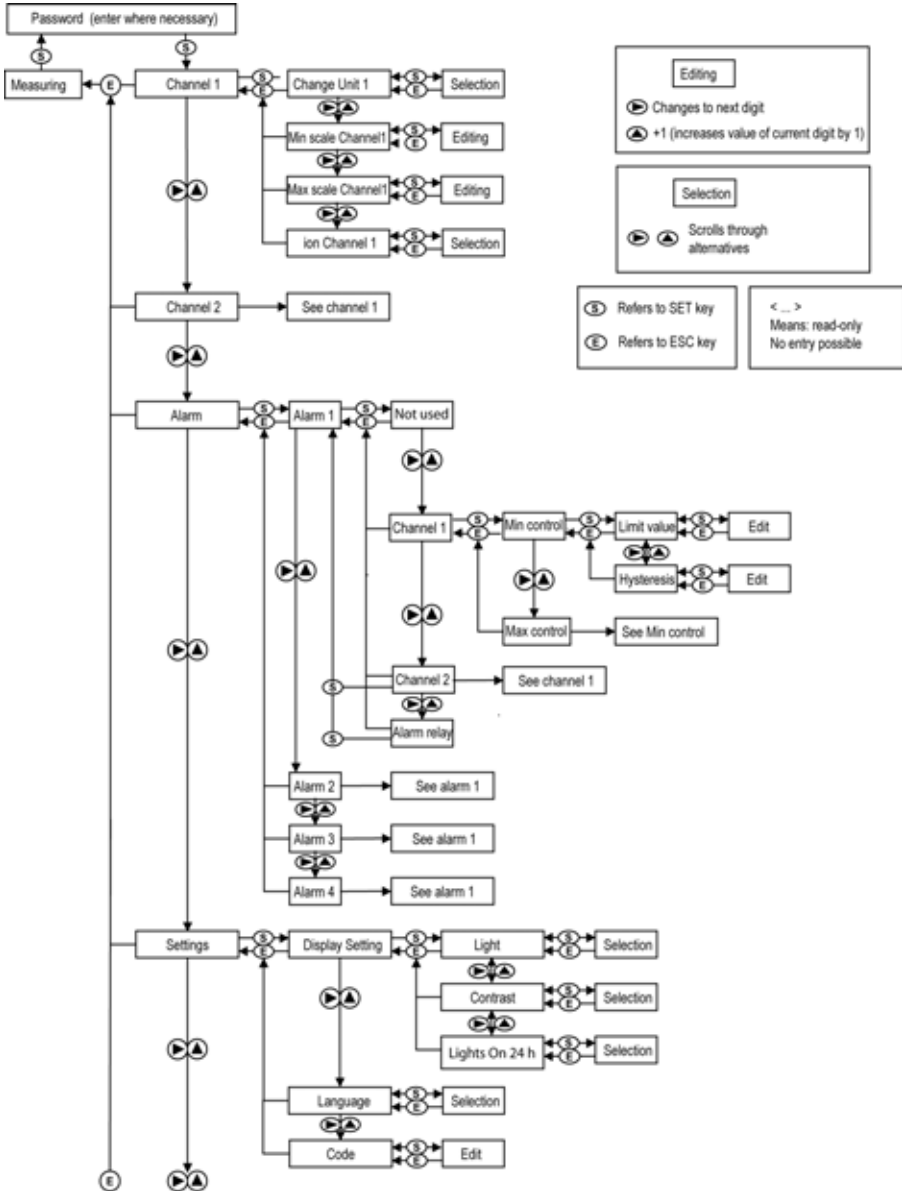 Password (enter where necessary)
S
S
Measuring
E
Channel 1
S
E
Change Unit 1
S
E
Selection
Min scale Channel1
S
E
Editing
Max scale Channel1
S
E
Editing
ion Channel 1
S
E
Selection
Channel 2
See channel 1
Alarm
S
E
Alarm 1
S
E
Not used
Channel 1
S
E
Min control
S
E
Limit value
S
E
Edit
Hysteresis
S
E
Edit
Max control
See Min control
Channel 2
See channel 1
S
Alarm relay
S
Alarm 2
See alarm 1
Alarm 3
See alarm 1
Alarm 4
See alarm 1
Settings
S
E
Display Setting
S
E
Light
S
E
Selection
Contrast
S
E
Selection
Lights On 24 h
S
E
Selection
Language
S
E
Selection
Code
S
E
Edit
E
Editing
Changes to next digit
+1 (increases value of current digit by 1)
Selection
Scrolls through
alternatives
S Refers to SET key
E Refers to ESC key
< ... >
Means: read-only
No entry possible